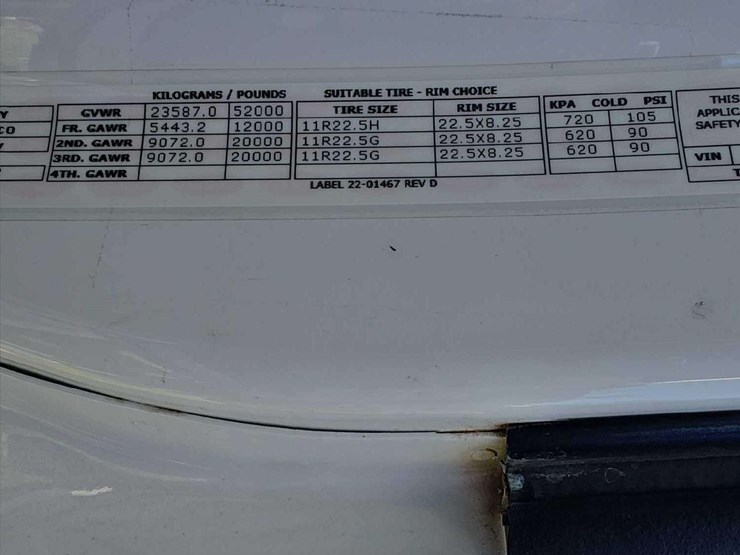 KILOGRAMS / POUNDS SUITABLE TIRE - RIM CHOICE
Y GVWR 23587.0 52000 TIRE SIZE RIM SIZE KPA COLD PSI THIS
CO FR. GAWR 5443.2 12000 11R22.5H 22.5X8.25 720 105 APPLIC
2ND. GAWR 9072.0 20000 11R22.5G 22.5X8.25 620 90 SAFETY
3RD. GAWR 9072.0 20000 11R22.5G 22.5X8.25 620 90 VIN
4TH. GAWR
LABEL 22-01467 REV D